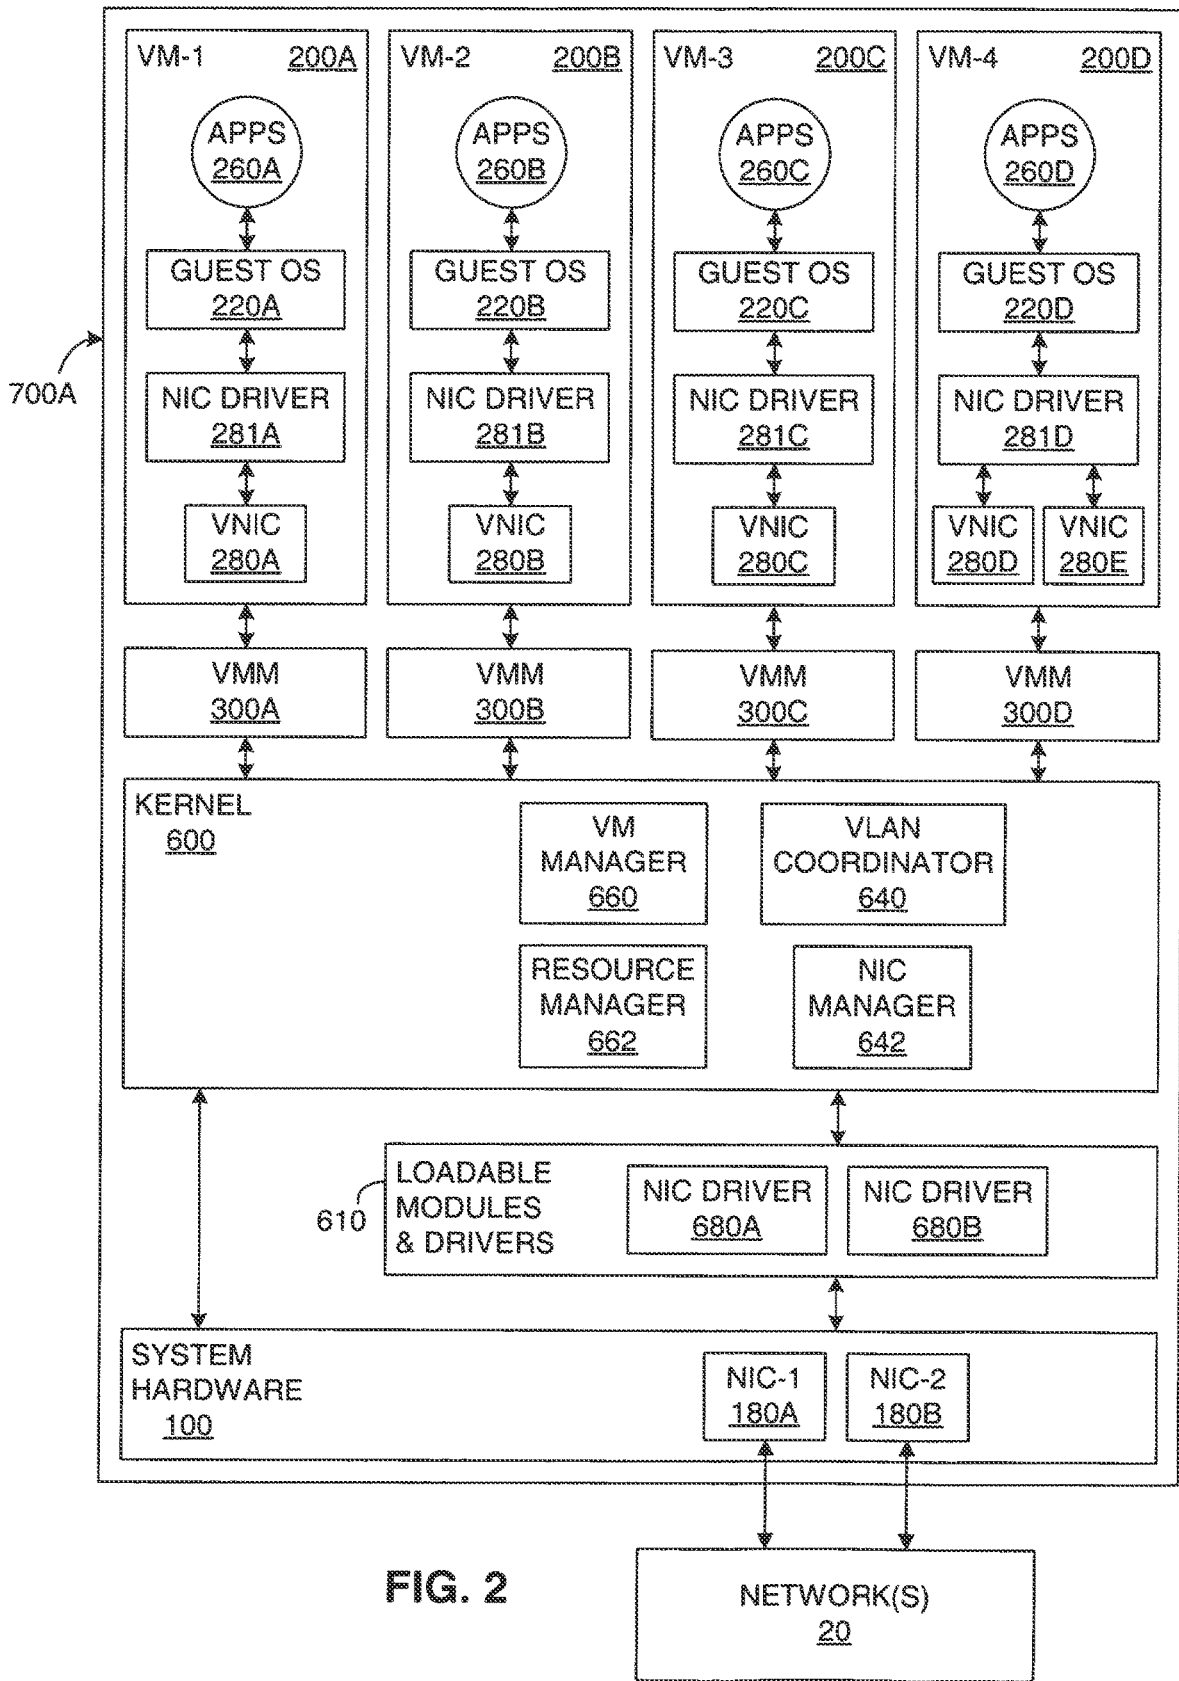 VM-1 200A
APPS
260A
GUEST OS
220A
NIC DRIVER
281A
VNIC
280A
VM-2 200B
APPS
260B
GUEST OS
220B
NIC DRIVER
281B
VNIC
280B
VM-3 200C
APPS
260C
GUEST OS
220C
NIC DRIVER
281C
VNIC
280C
VM-4 200D
APPS
260D
GUEST OS
220D
NIC DRIVER
281D
VNIC
280D
VNIC
280E
700A
VMM
300A
VMM
300B
VMM
300C
VMM
300D
KERNEL
600
VM
MANAGER
660
VLAN
COORDINATOR
640
RESOURCE
MANAGER
662
NIC
MANAGER
642
610
LOADABLE
MODULES
& DRIVERS
NIC DRIVER
680A
NIC DRIVER
680B
SYSTEM
HARDWARE
100
NIC-1
180A
NIC-2
180B
FIG. 2
NETWORK(S)
20